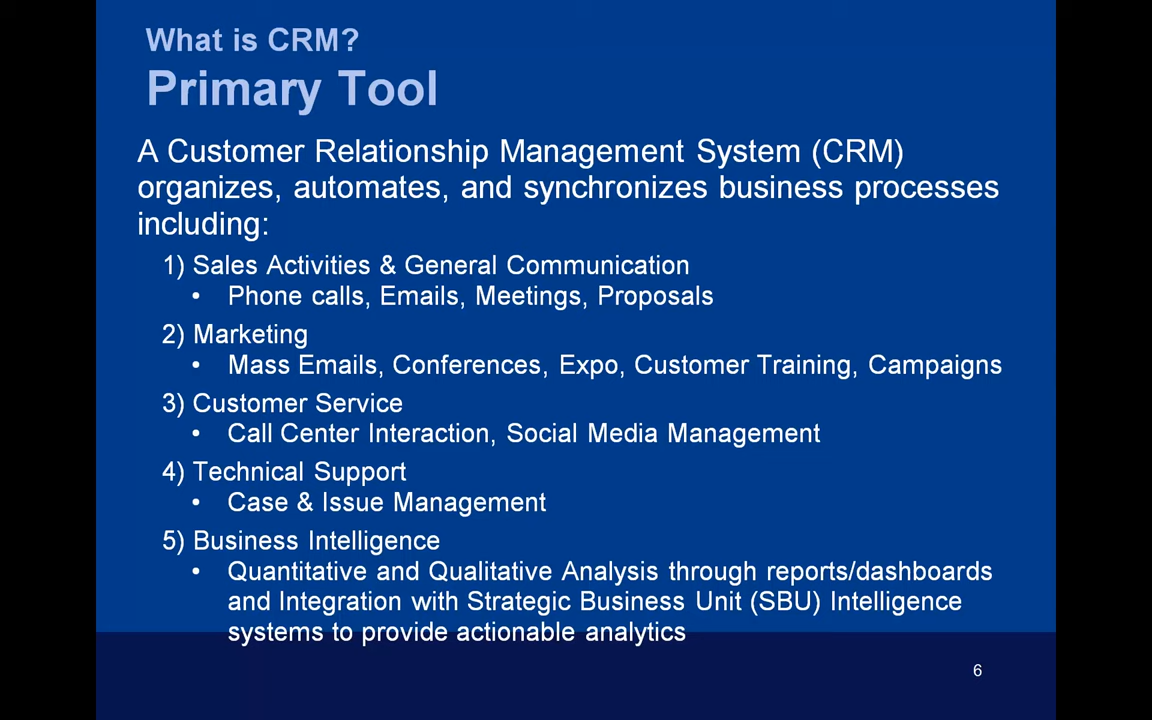 What is CRM?
Primary Tool
A Customer Relationship Management System (CRM)
organizes, automates, and synchronizes business processes
including:
1) Sales Activities & General Communication
• Phone calls, Emails, Meetings, Proposals
2) Marketing
• Mass Emails, Conferences, Expo, Customer Training, Campaigns
3) Customer Service
• Call Center Interaction, Social Media Management
4) Technical Support
• Case & Issue Management
5) Business Intelligence
• Quantitative and Qualitative Analysis through reports/dashboards
and Integration with Strategic Business Unit (SBU) Intelligence
systems to provide actionable analytics
6